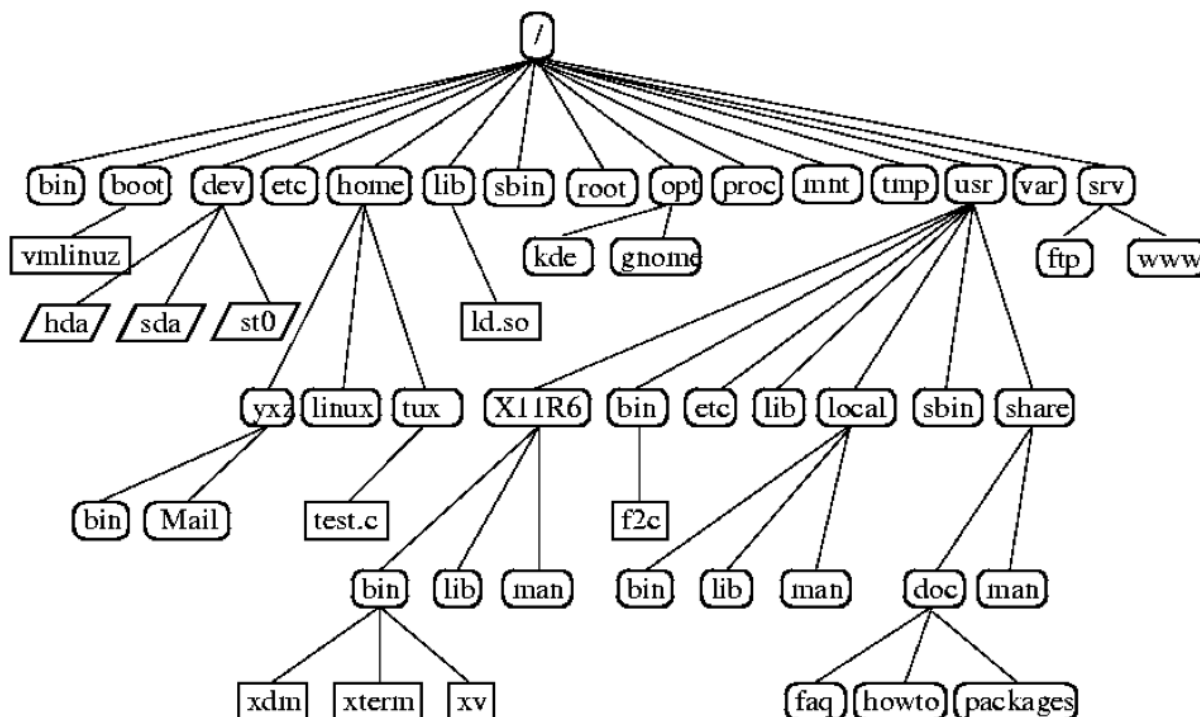 /
bin boot dev etc home lib sbin root opt proc mnt tmp usr var srv
vmlinuz kde gnome ftp www
hda sda st0 ld.so
yxz linux tux X11R6 bin etc lib local sbin share
bin Mail test.c f2c
bin lib man bin lib man doc man
xdm xterm xv faq howto packages